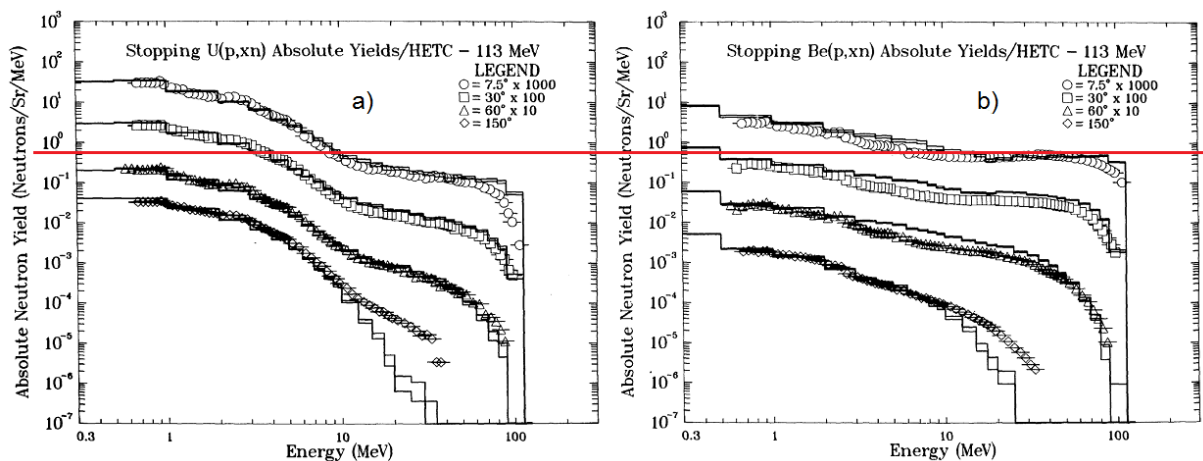 Stopping U(p,xn) Absolute Yields/HETC - 113 MeV
LEGEND
= 7.5° x 1000
= 30° x 100
= 60° x 10
= 150°
a)
Absolute Neutron Yield (Neutrons/Sr/MeV)
10³
10²
10¹
10⁰
10⁻¹
10⁻²
10⁻³
10⁻⁴
10⁻⁵
10⁻⁶
10⁻⁷
0.3 1 10 100
Energy (MeV)
Stopping Be(p,xn) Absolute Yields/HETC - 113 MeV
LEGEND
= 7.5° x 1000
= 30° x 100
= 60° x 10
= 150°
b)
Absolute Neutron Yield (Neutrons/Sr/MeV)
10³
10²
10¹
10⁰
10⁻¹
10⁻²
10⁻³
10⁻⁴
10⁻⁵
10⁻⁶
10⁻⁷
0.3 1 10 100
Energy (MeV)